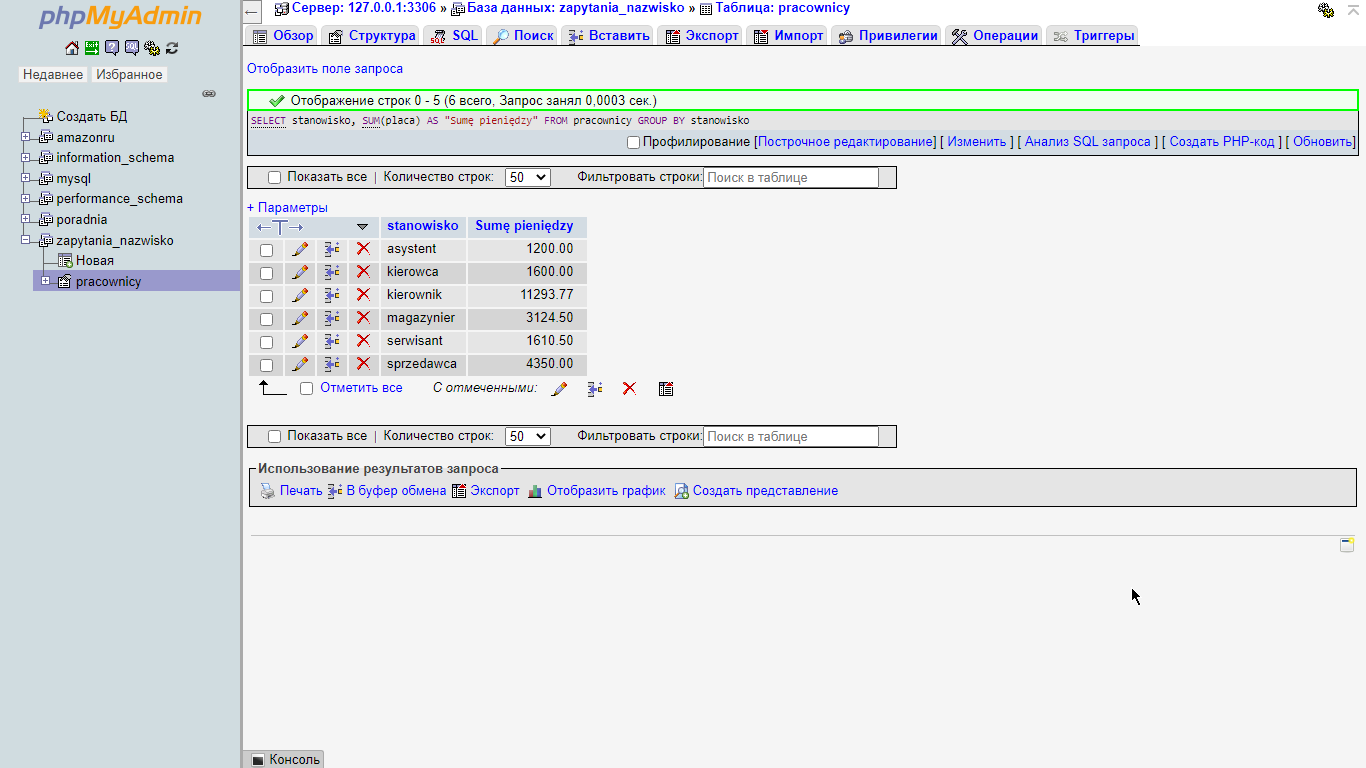 phpMyAdmin
Недавнее Избранное
Создать БД
amazonru
information_schema
mysql
performance_schema
poradnia
zapytania_nazwisko
Новая
pracownicy
← Сервер: 127.0.0.1:3306 » База данных: zapytania_nazwisko » Таблица: pracownicy
Обзор Структура SQL Поиск Вставить Экспорт Импорт Привилегии Операции Триггеры
Отобразить поле запроса
Отображение строк 0 - 5 (6 всего, Запрос занял 0,0003 сек.)
SELECT stanowisko, SUM(placa) AS "Sumę pieniędzy" FROM pracownicy GROUP BY stanowisko
Профилирование [Построчное редактирование] [ Изменить ] [ Анализ SQL запроса ] [ Создать PHP-код ] [ Обновить]
Показать все | Количество строк: 50 Фильтровать строки: Поиск в таблице
+ Параметры
←T→ stanowisko Sumę pieniędzy
asystent 1200.00
kierowca 1600.00
kierownik 11293.77
magazynier 3124.50
serwisant 1610.50
sprzedawca 4350.00
Отметить все С отмеченными:
Показать все | Количество строк: 50 Фильтровать строки: Поиск в таблице
Использование результатов запроса
Печать В буфер обмена Экспорт Отобразить график Создать представление
Консоль